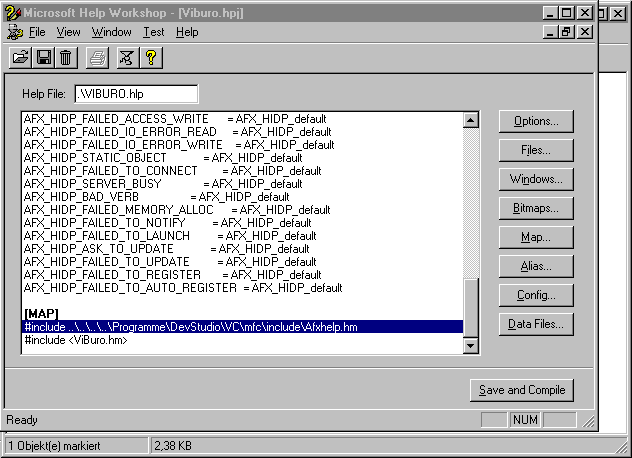 Microsoft Help Workshop - [Viburo.hpj]
File View Window Test Help
Help File: .\VIBURO.hlp
AFX_HIDP_FAILED_ACCESS_WRITE = AFX_HIDP_default
AFX_HIDP_FAILED_IO_ERROR_READ = AFX_HIDP_default
AFX_HIDP_FAILED_IO_ERROR_WRITE = AFX_HIDP_default
AFX_HIDP_STATIC_OBJECT = AFX_HIDP_default
AFX_HIDP_FAILED_TO_CONNECT = AFX_HIDP_default
AFX_HIDP_SERVER_BUSY = AFX_HIDP_default
AFX_HIDP_BAD_VERB = AFX_HIDP_default
AFX_HIDP_FAILED_MEMORY_ALLOC = AFX_HIDP_default
AFX_HIDP_FAILED_TO_NOTIFY = AFX_HIDP_default
AFX_HIDP_FAILED_TO_LAUNCH = AFX_HIDP_default
AFX_HIDP_ASK_TO_UPDATE = AFX_HIDP_default
AFX_HIDP_FAILED_TO_UPDATE = AFX_HIDP_default
AFX_HIDP_FAILED_TO_REGISTER = AFX_HIDP_default
AFX_HIDP_FAILED_TO_AUTO_REGISTER = AFX_HIDP_default
[MAP]
#include ..\..\..\..\Programme\DevStudio\VC\mfc\include\Afxhelp.hm
#include <ViBuro.hm>
Options...
Files...
Windows...
Bitmaps...
Map...
Alias...
Config...
Data Files...
Save and Compile
Ready
NUM
1 Objekt(e) markiert
2,38 KB